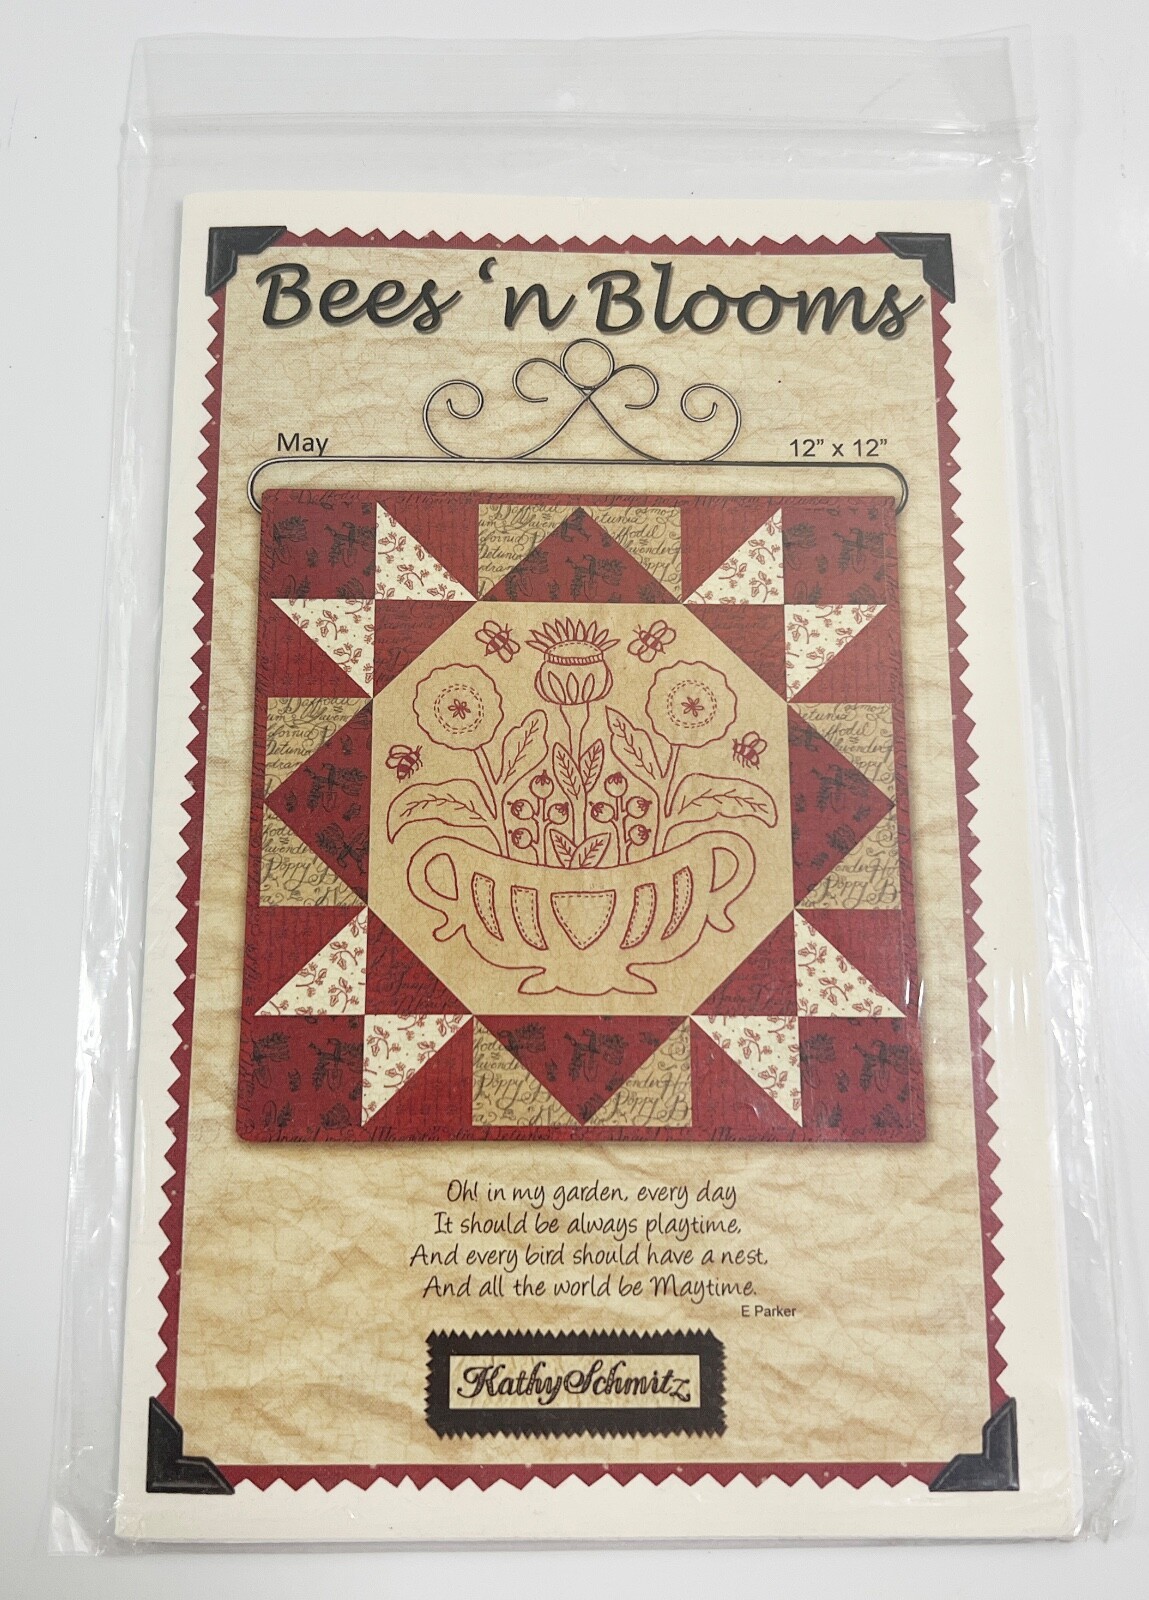 Bees 'n Blooms
May
12" x 12"
Oh! in my garden, every day
It should be always playtime,
And every bird should have a nest,
And all the world be Maytime.
E Parker
Kathy Schmitz